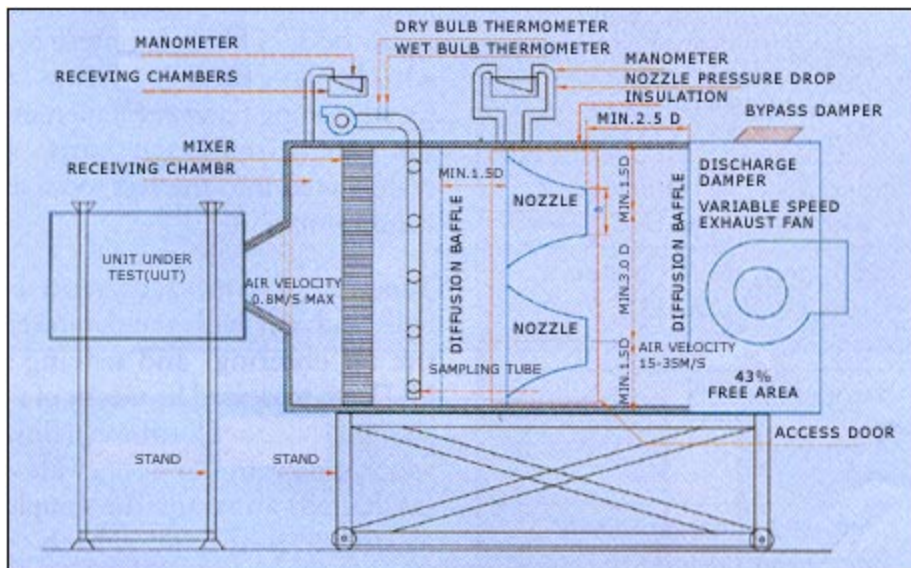 DRY BULB THERMOMETER
WET BULB THERMOMETER
MANOMETER
RECEVING CHAMBERS
MANOMETER
NOZZLE PRESSURE DROP
INSULATION
MIN.2.5 D
BYPASS DAMPER
MIXER
RECEIVING CHAMBR
MIN.1.5D
NOZZLE
DIFFUSION BAFFLE
MIN.1.5D
DIFFUSION BAFFLE
DISCHARGE
DAMPER
VARIABLE SPEED
EXHAUST FAN
UNIT UNDER
TEST(UUT)
AIR VELOCITY
0.8M/S MAX
MIN.3.0 D
NOZZLE
AIR VELOCITY
15-35M/S
MIN.1.5D
SAMPLING TUBE
43%
FREE AREA
ACCESS DOOR
STAND
STAND